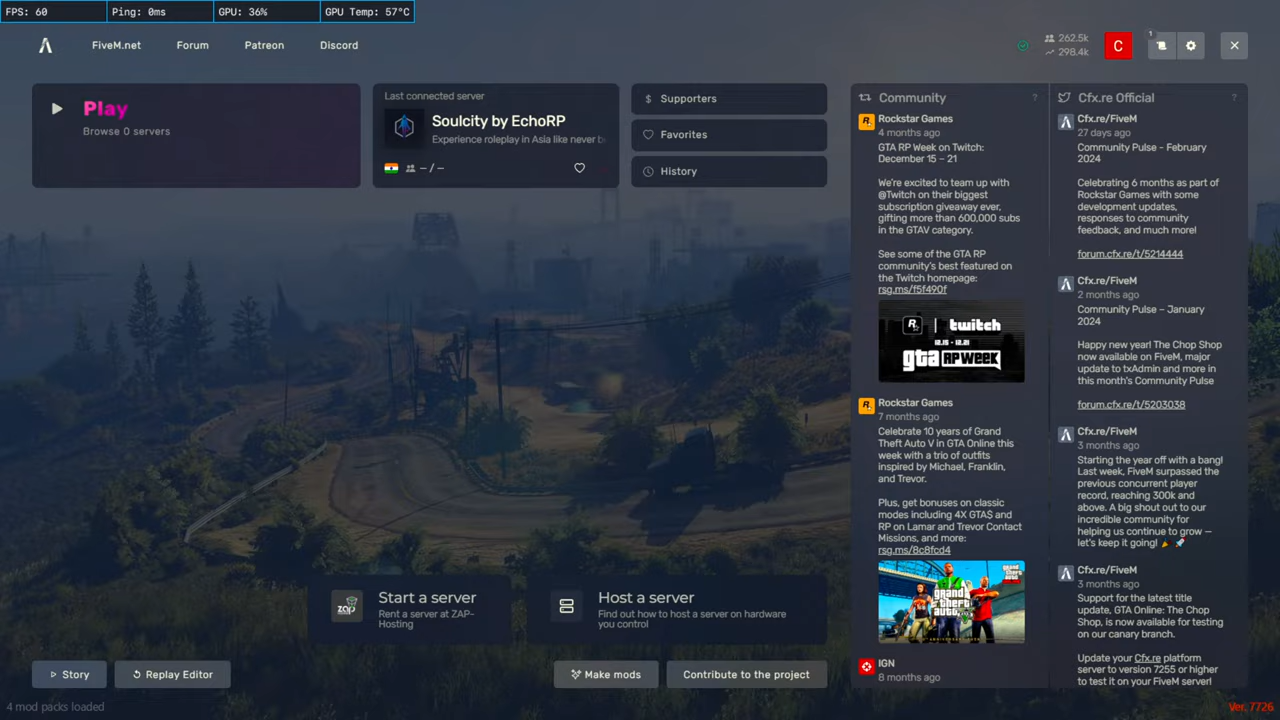 FPS: 60
Ping: 0ms
GPU: 36%
GPU Temp: 57°C
FiveM.net
Forum
Patreon
Discord
262.5k
298.4k
C
1
Play
Browse 0 servers
Last connected server
Soulcity by EchoRP
Experience roleplay in Asia like never b
– / –
$ Supporters
Favorites
History
Community
?
Rockstar Games
4 months ago
GTA RP Week on Twitch:
December 15 – 21
We're excited to team up with
@Twitch on their biggest
subscription giveaway ever,
gifting more than 600,000 subs
in the GTAV category.
See some of the GTA RP
community's best featured on
the Twitch homepage:
rsg.ms/f5f490f
R | twitch
12.15 - 12.21
gta RP WEEK
Rockstar Games
7 months ago
Celebrate 10 years of Grand
Theft Auto V in GTA Online this
week with a trio of outfits
inspired by Michael, Franklin,
and Trevor.
Plus, get bonuses on classic
modes including 4X GTA$ and
RP on Lamar and Trevor Contact
Missions, and more:
rsg.ms/8c8fcd4
grand
theft
auto
IGN
8 months ago
Cfx.re Official
?
Cfx.re/FiveM
27 days ago
Community Pulse - February
2024
Celebrating 6 months as part of
Rockstar Games with some
development updates,
responses to community
feedback, and much more!
forum.cfx.re/t/5214444
Cfx.re/FiveM
2 months ago
Community Pulse – January
2024
Happy new year! The Chop Shop
now available on FiveM, major
update to txAdmin and more in
this month's Community Pulse
forum.cfx.re/t/5203038
Cfx.re/FiveM
3 months ago
Starting the year off with a bang!
Last week, FiveM surpassed the
previous concurrent player
record, reaching 300k and
above. A big shout out to our
incredible community for
helping us continue to grow —
let's keep it going! 🎉 🚀
Cfx.re/FiveM
3 months ago
Support for the latest title
update, GTA Online: The Chop
Shop, is now available for testing
on our canary branch.
Update your Cfx.re platform
server to version 7255 or higher
to test it on your FiveM server!
ZAP
Start a server
Rent a server at ZAP-
Hosting
Host a server
Find out how to host a server on hardware
you control
Story
Replay Editor
Make mods
Contribute to the project
4 mod packs loaded
Ver. 7726